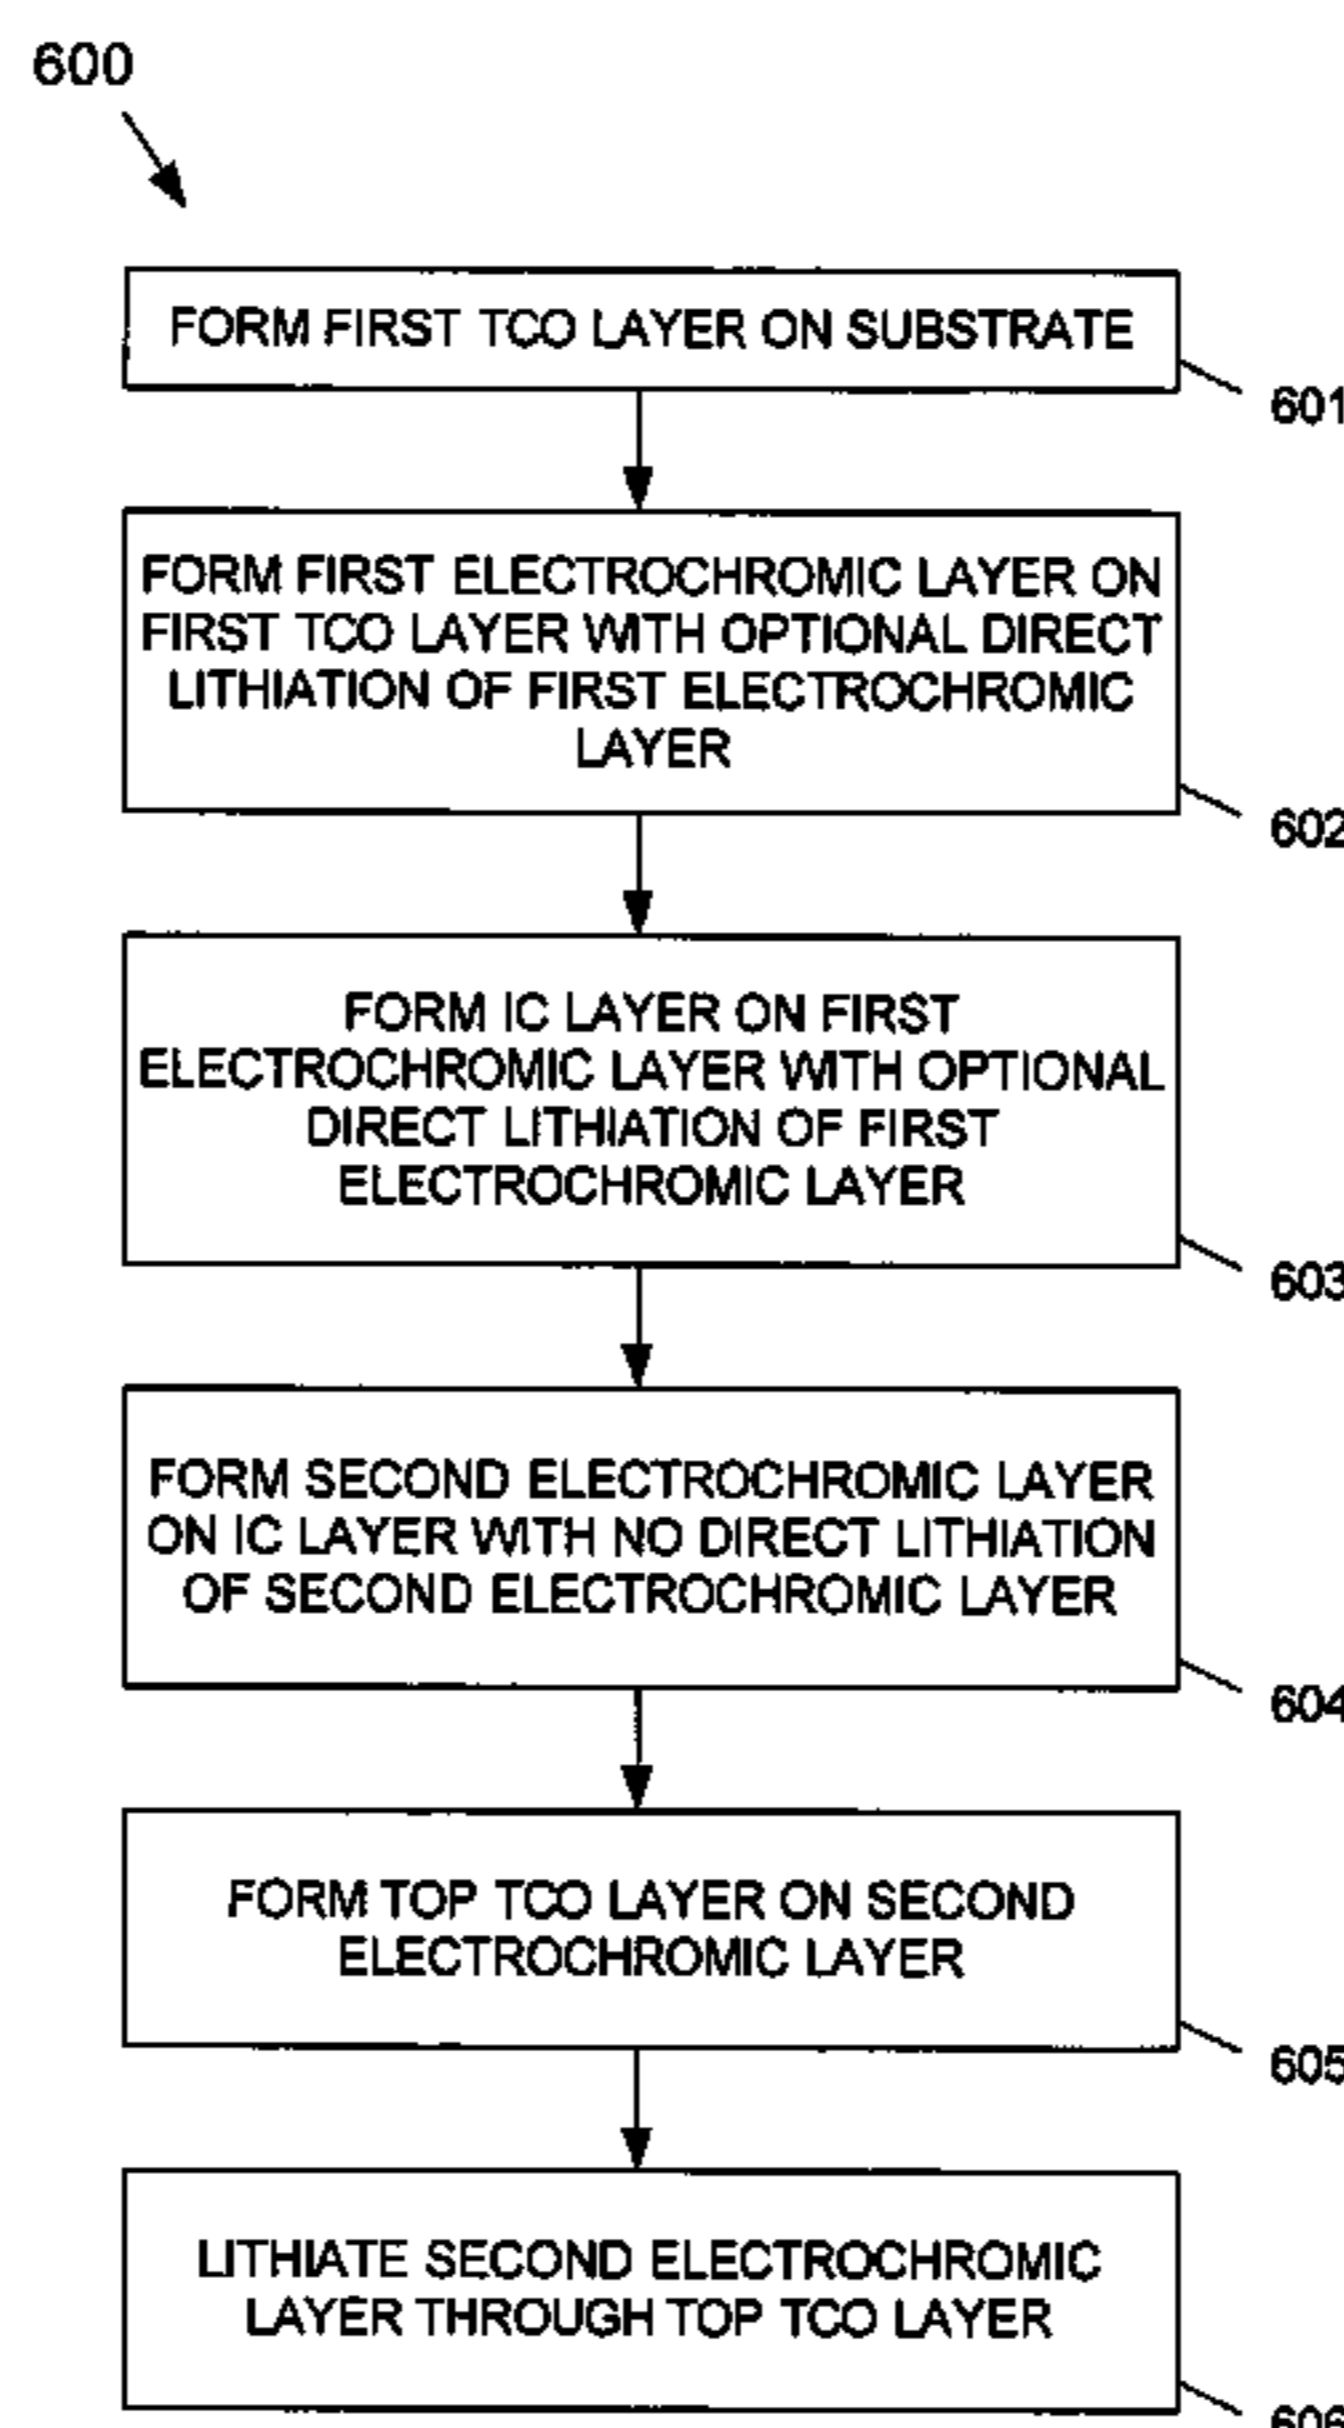 600
FORM FIRST TCO LAYER ON SUBSTRATE
601
FORM FIRST ELECTROCHROMIC LAYER ON
FIRST TCO LAYER WITH OPTIONAL DIRECT
LITHIATION OF FIRST ELECTROCHROMIC
LAYER
602
FORM IC LAYER ON FIRST
ELECTROCHROMIC LAYER WITH OPTIONAL
DIRECT LITHIATION OF FIRST
ELECTROCHROMIC LAYER
603
FORM SECOND ELECTROCHROMIC LAYER
ON IC LAYER WITH NO DIRECT LITHIATION
OF SECOND ELECTROCHROMIC LAYER
604
FORM TOP TCO LAYER ON SECOND
ELECTROCHROMIC LAYER
605
LITHIATE SECOND ELECTROCHROMIC
LAYER THROUGH TOP TCO LAYER
606